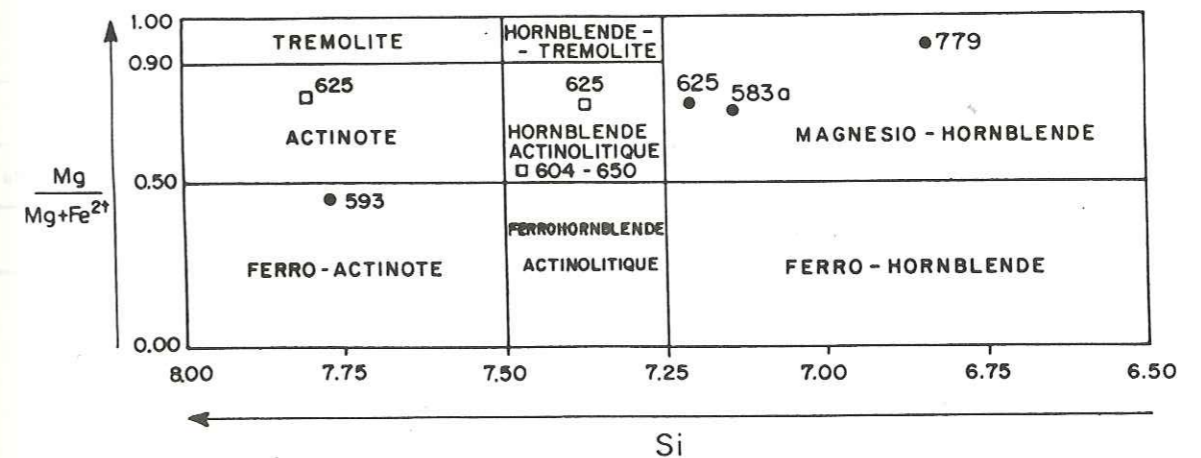 1.00
TREMOLITE
HORNBLENDE -
- TREMOLITE
779
0.90
625
625
625
583a
ACTINOTE
HORNBLENDE
ACTINOLITIQUE
MAGNESIO - HORNBLENDE
604 - 650
Mg
Mg+Fe²⁺
0.50
593
FERROHORNBLENDE
ACTINOLITIQUE
FERRO - ACTINOTE
FERRO - HORNBLENDE
0.00
8.00 7.75 7.50 7.25 7.00 6.75 6.50
Si